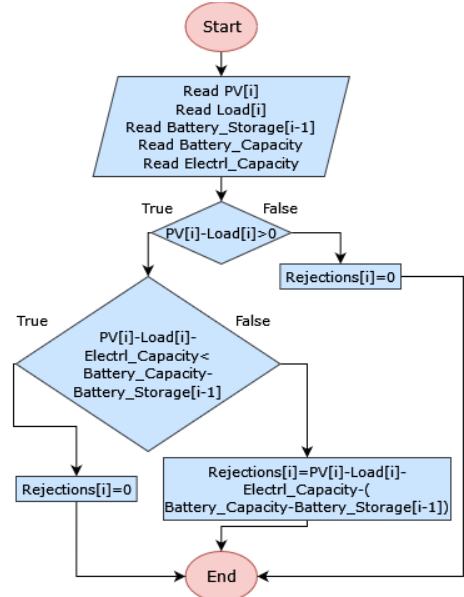 Start
Read PV[i]
Read Load[i]
Read Battery_Storage[i-1]
Read Battery_Capacity
Read Electrl_Capacity
True
False
PV[i]-Load[i]>0
Rejections[i]=0
True
False
PV[i]-Load[i]-
Electrl_Capacity<
Battery_Capacity-
Battery_Storage[i-1]
Rejections[i]=0
Rejections[i]=PV[i]-Load[i]-
Electrl_Capacity-(
Battery_Capacity-Battery_Storage[i-1])
End